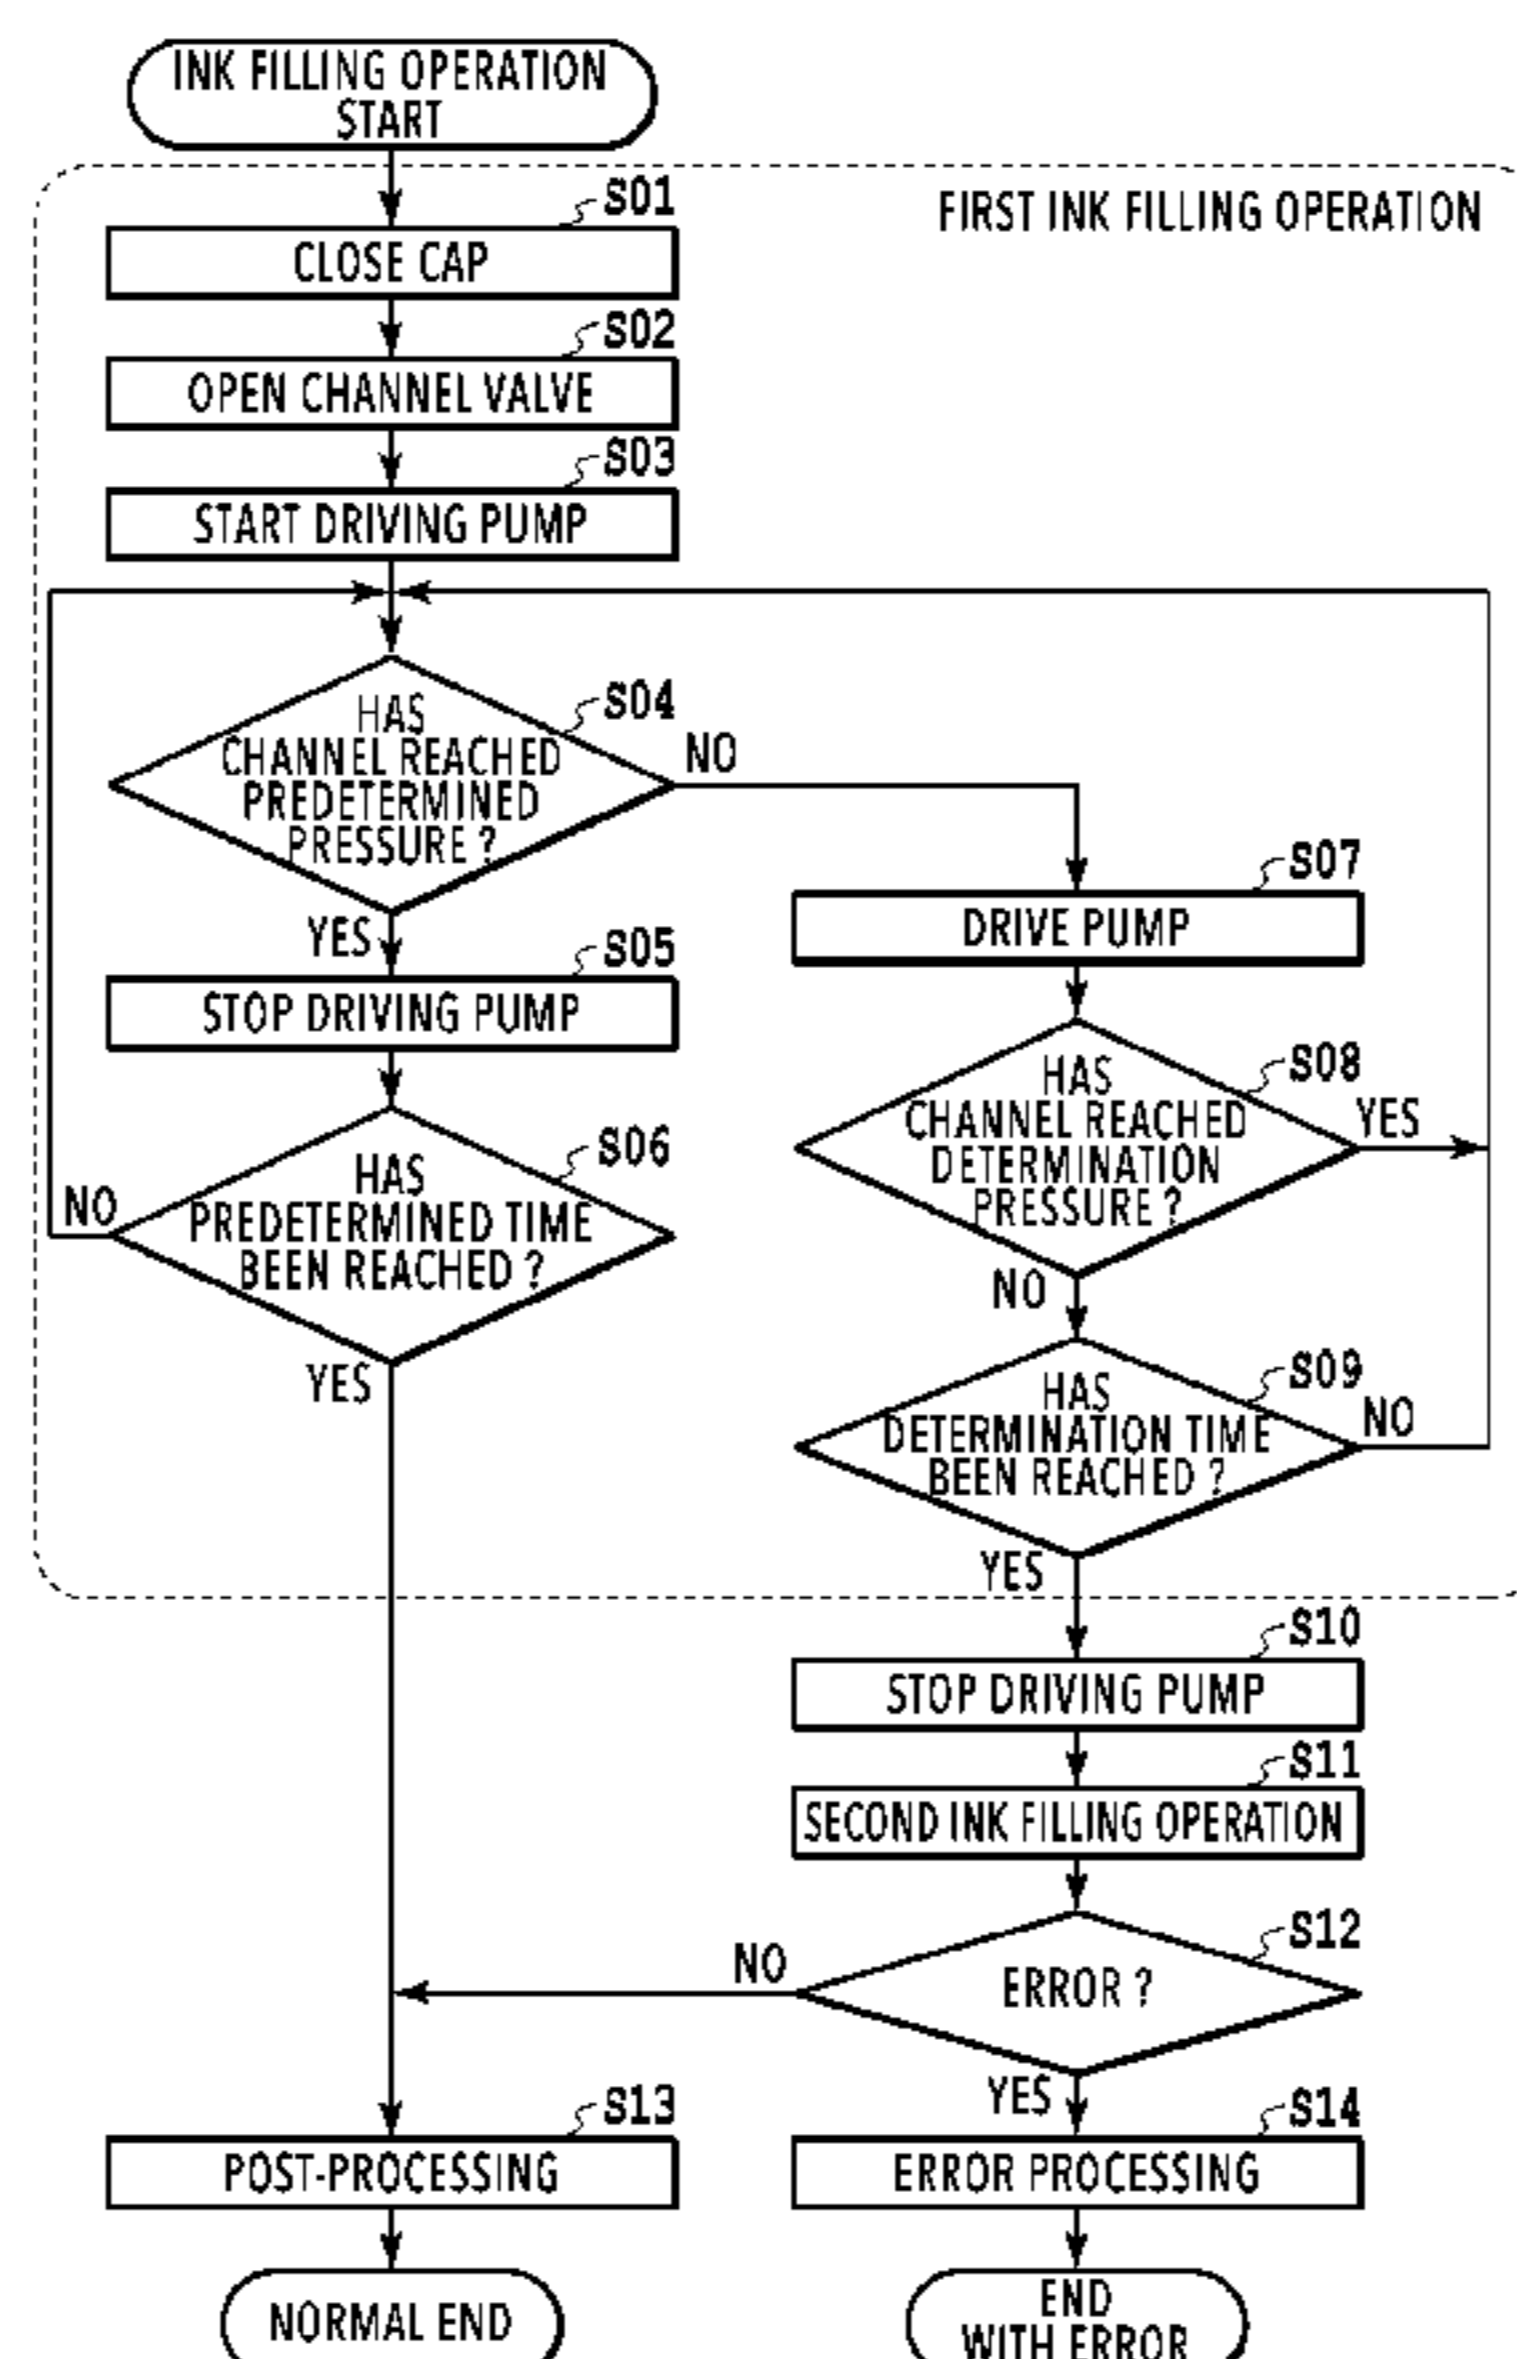 INK FILLING OPERATION
START
FIRST INK FILLING OPERATION
S01
CLOSE CAP
S02
OPEN CHANNEL VALVE
S03
START DRIVING PUMP
S04
HAS
CHANNEL REACHED
PREDETERMINED
PRESSURE ?
NO
YES
S05
STOP DRIVING PUMP
S06
HAS
PREDETERMINED TIME
BEEN REACHED ?
NO
YES
S07
DRIVE PUMP
S08
HAS
CHANNEL REACHED
DETERMINATION
PRESSURE ?
YES
NO
S09
HAS
DETERMINATION TIME
BEEN REACHED ?
NO
YES
S10
STOP DRIVING PUMP
S11
SECOND INK FILLING OPERATION
S12
ERROR ?
NO
YES
S13
POST-PROCESSING
S14
ERROR PROCESSING
NORMAL END
END
WITH ERROR